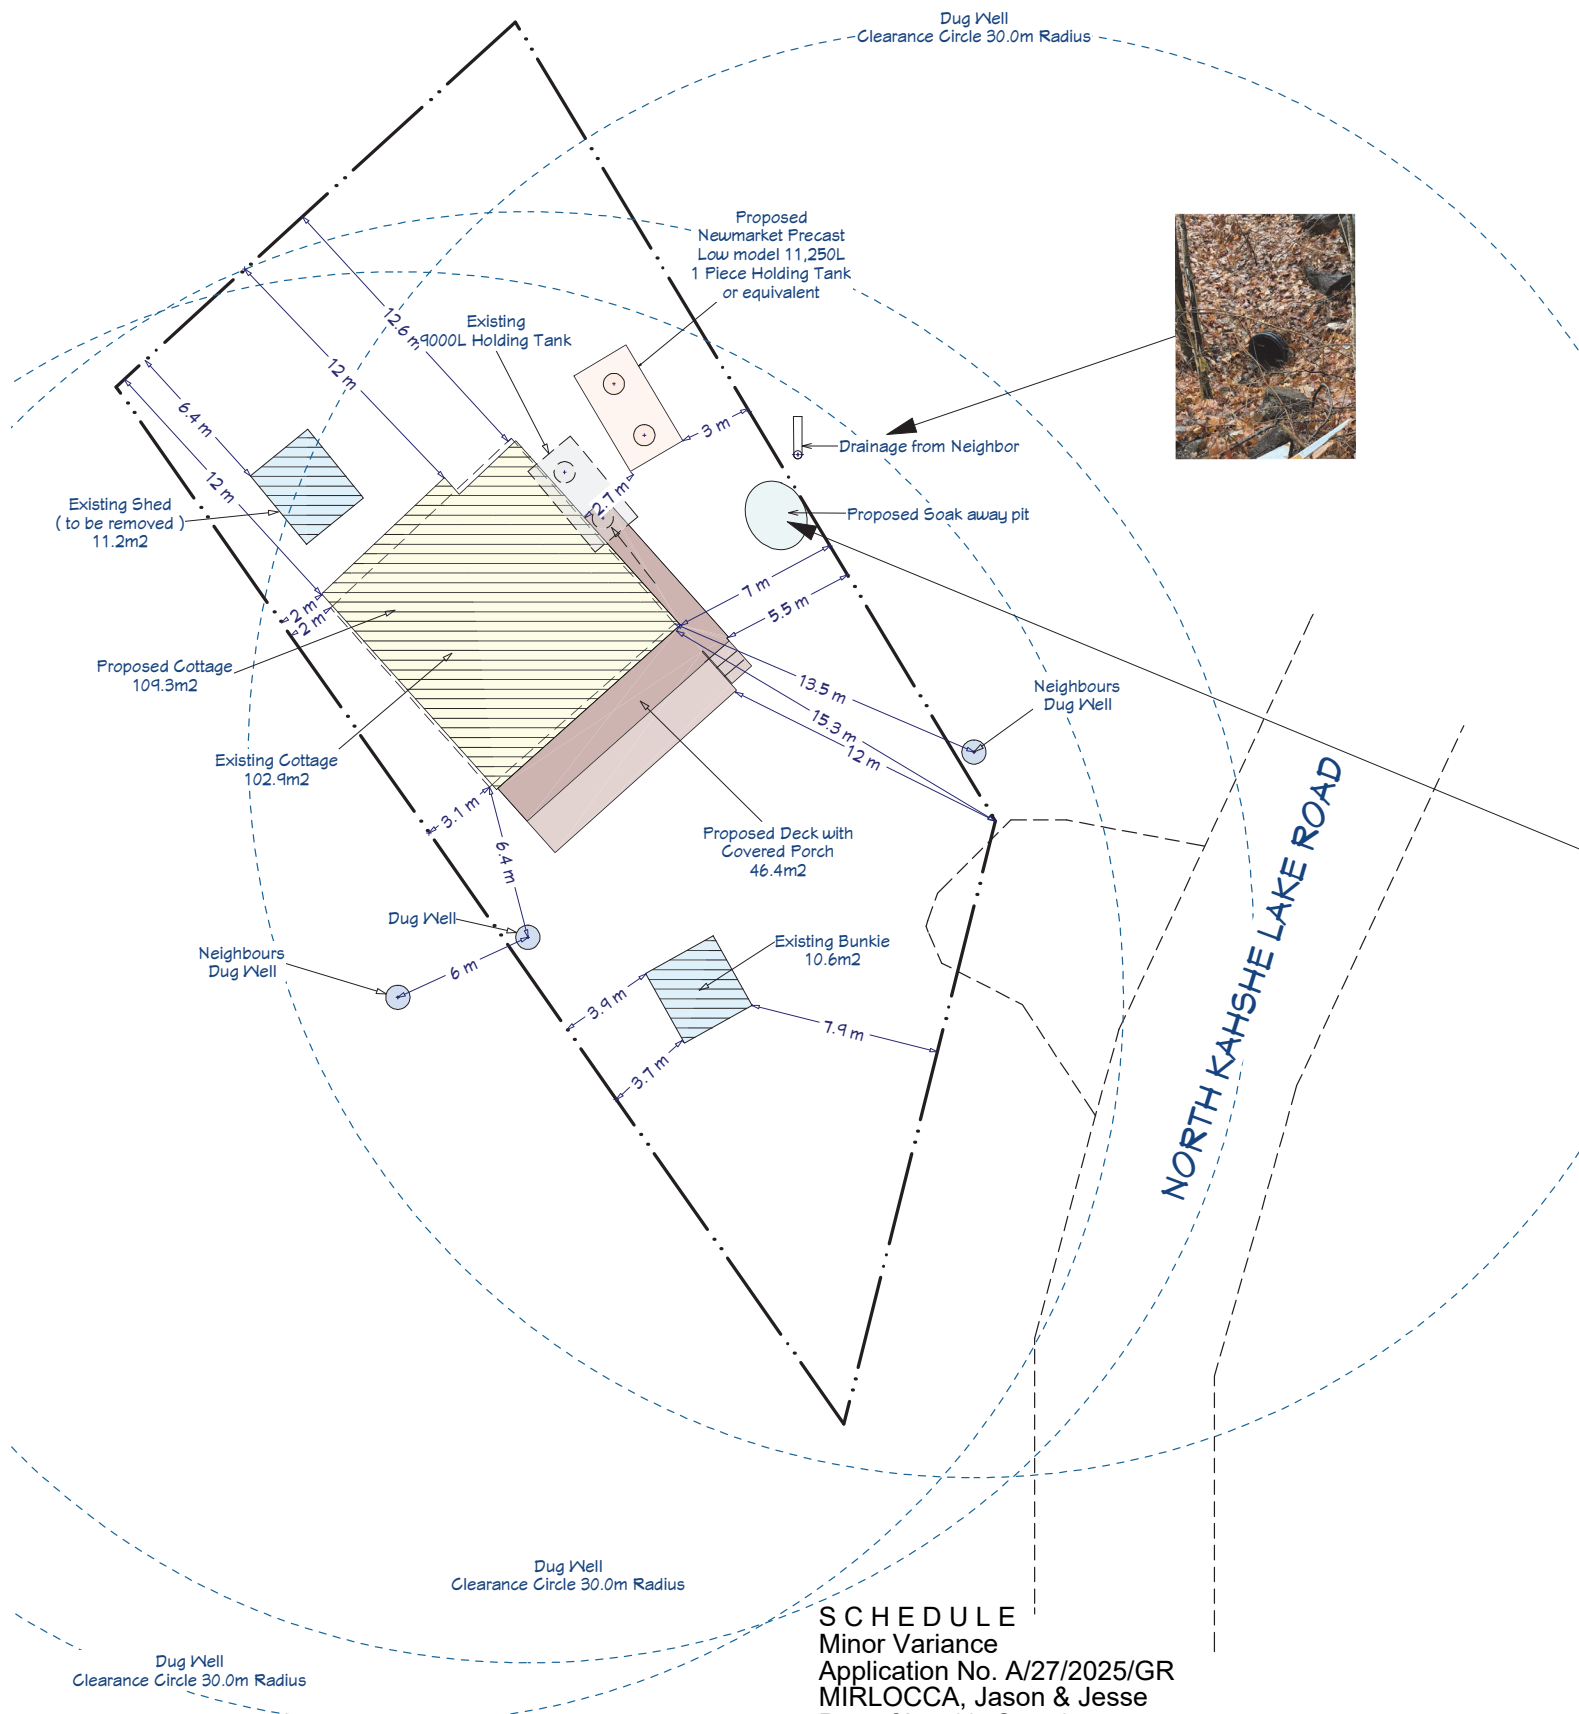 Dug Well
Clearance Circle 30.0m Radius
Proposed
Newmarket Precast
Low model 11,250L
1 Piece Holding Tank
or equivalent
Existing
9000L Holding Tank
12.6 m
12 m
6.4 m
12 m
3 m
2.7 m
Drainage from Neighbor
Existing Shed
( to be removed )
11.2m2
Proposed Soak away pit
7 m
5.5 m
2 m
2 m
Proposed Cottage
109.3m2
13.5 m
15.3 m
12 m
Neighbours
Dug Well
Existing Cottage
102.9m2
3.1 m
6.4 m
Proposed Deck with
Covered Porch
46.4m2
Dug Well
Neighbours
Dug Well
6 m
Existing Bunkie
10.6m2
3.9 m
7.9 m
3.7 m
NORTH KAHSHE LAKE ROAD
Dug Well
Clearance Circle 30.0m Radius
Dug Well
Clearance Circle 30.0m Radius
S C H E D U L E
Minor Variance
Application No. A/27/2025/GR
MIRLOCCA, Jason & Jesse